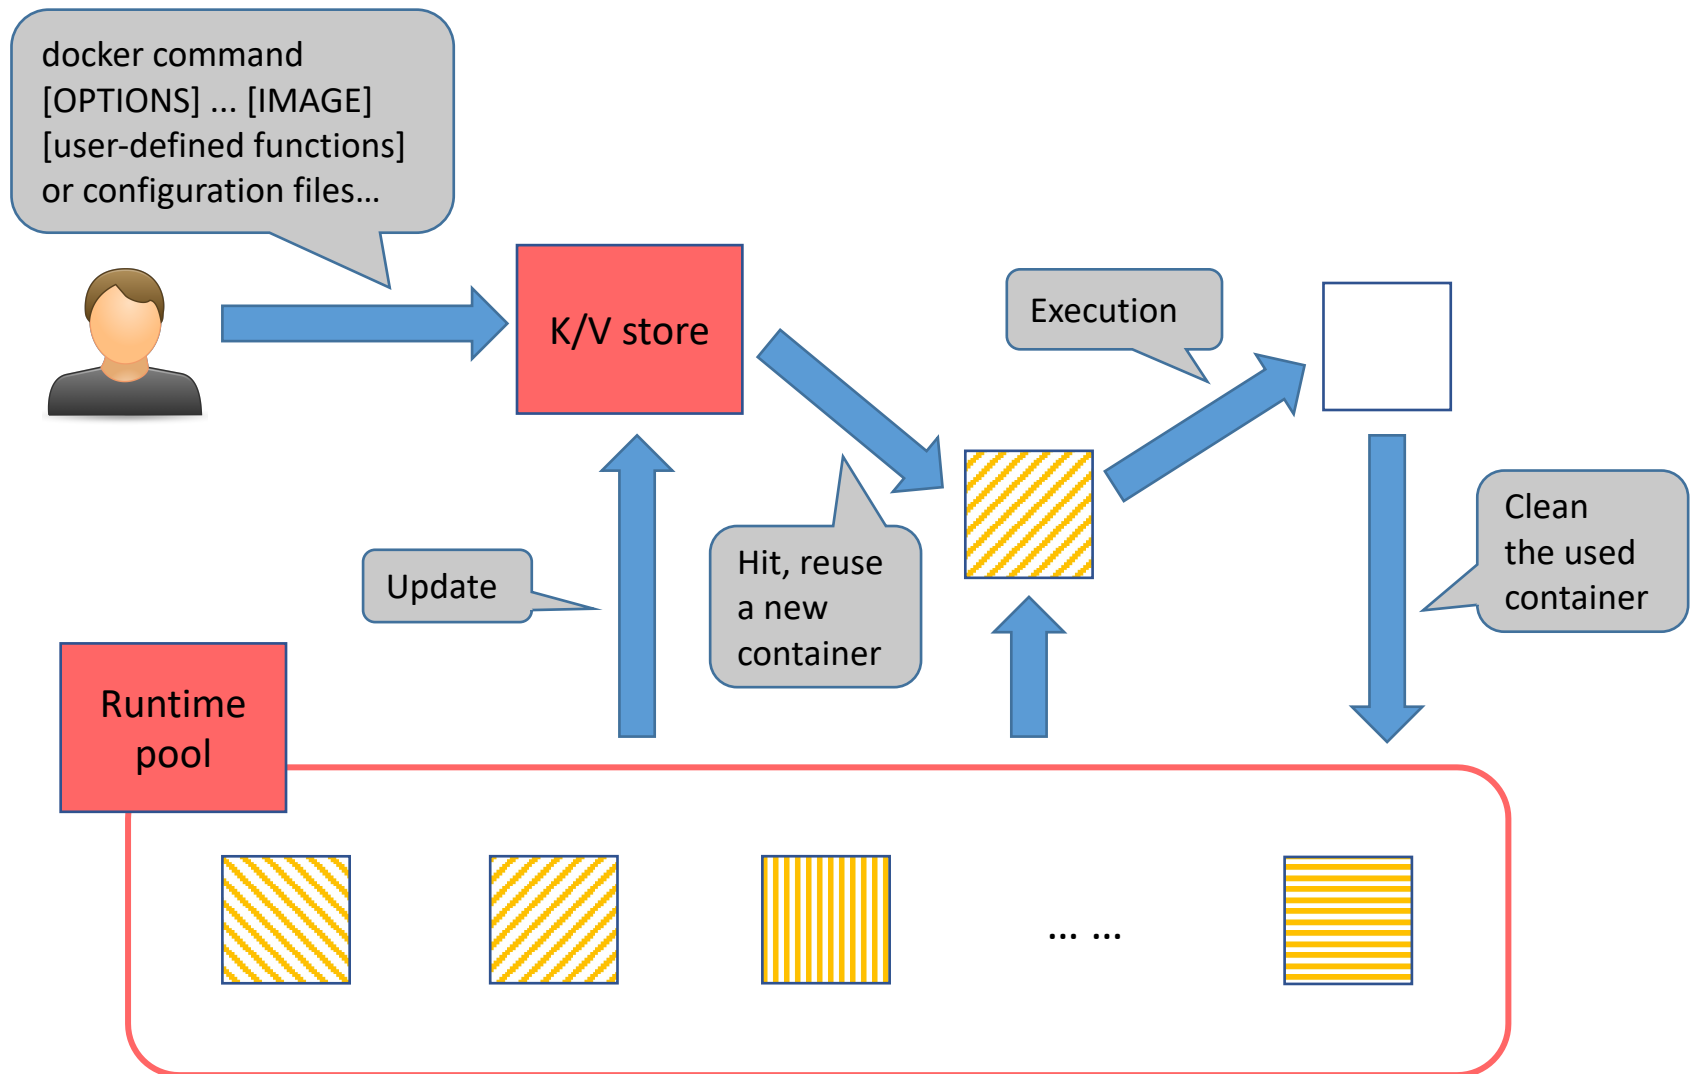 docker command
[OPTIONS] ... [IMAGE]
[user-defined functions]
or configuration files...
K/V store
Execution
Clean
the used
container
Hit, reuse
a new
container
Update
Runtime
pool
... ...